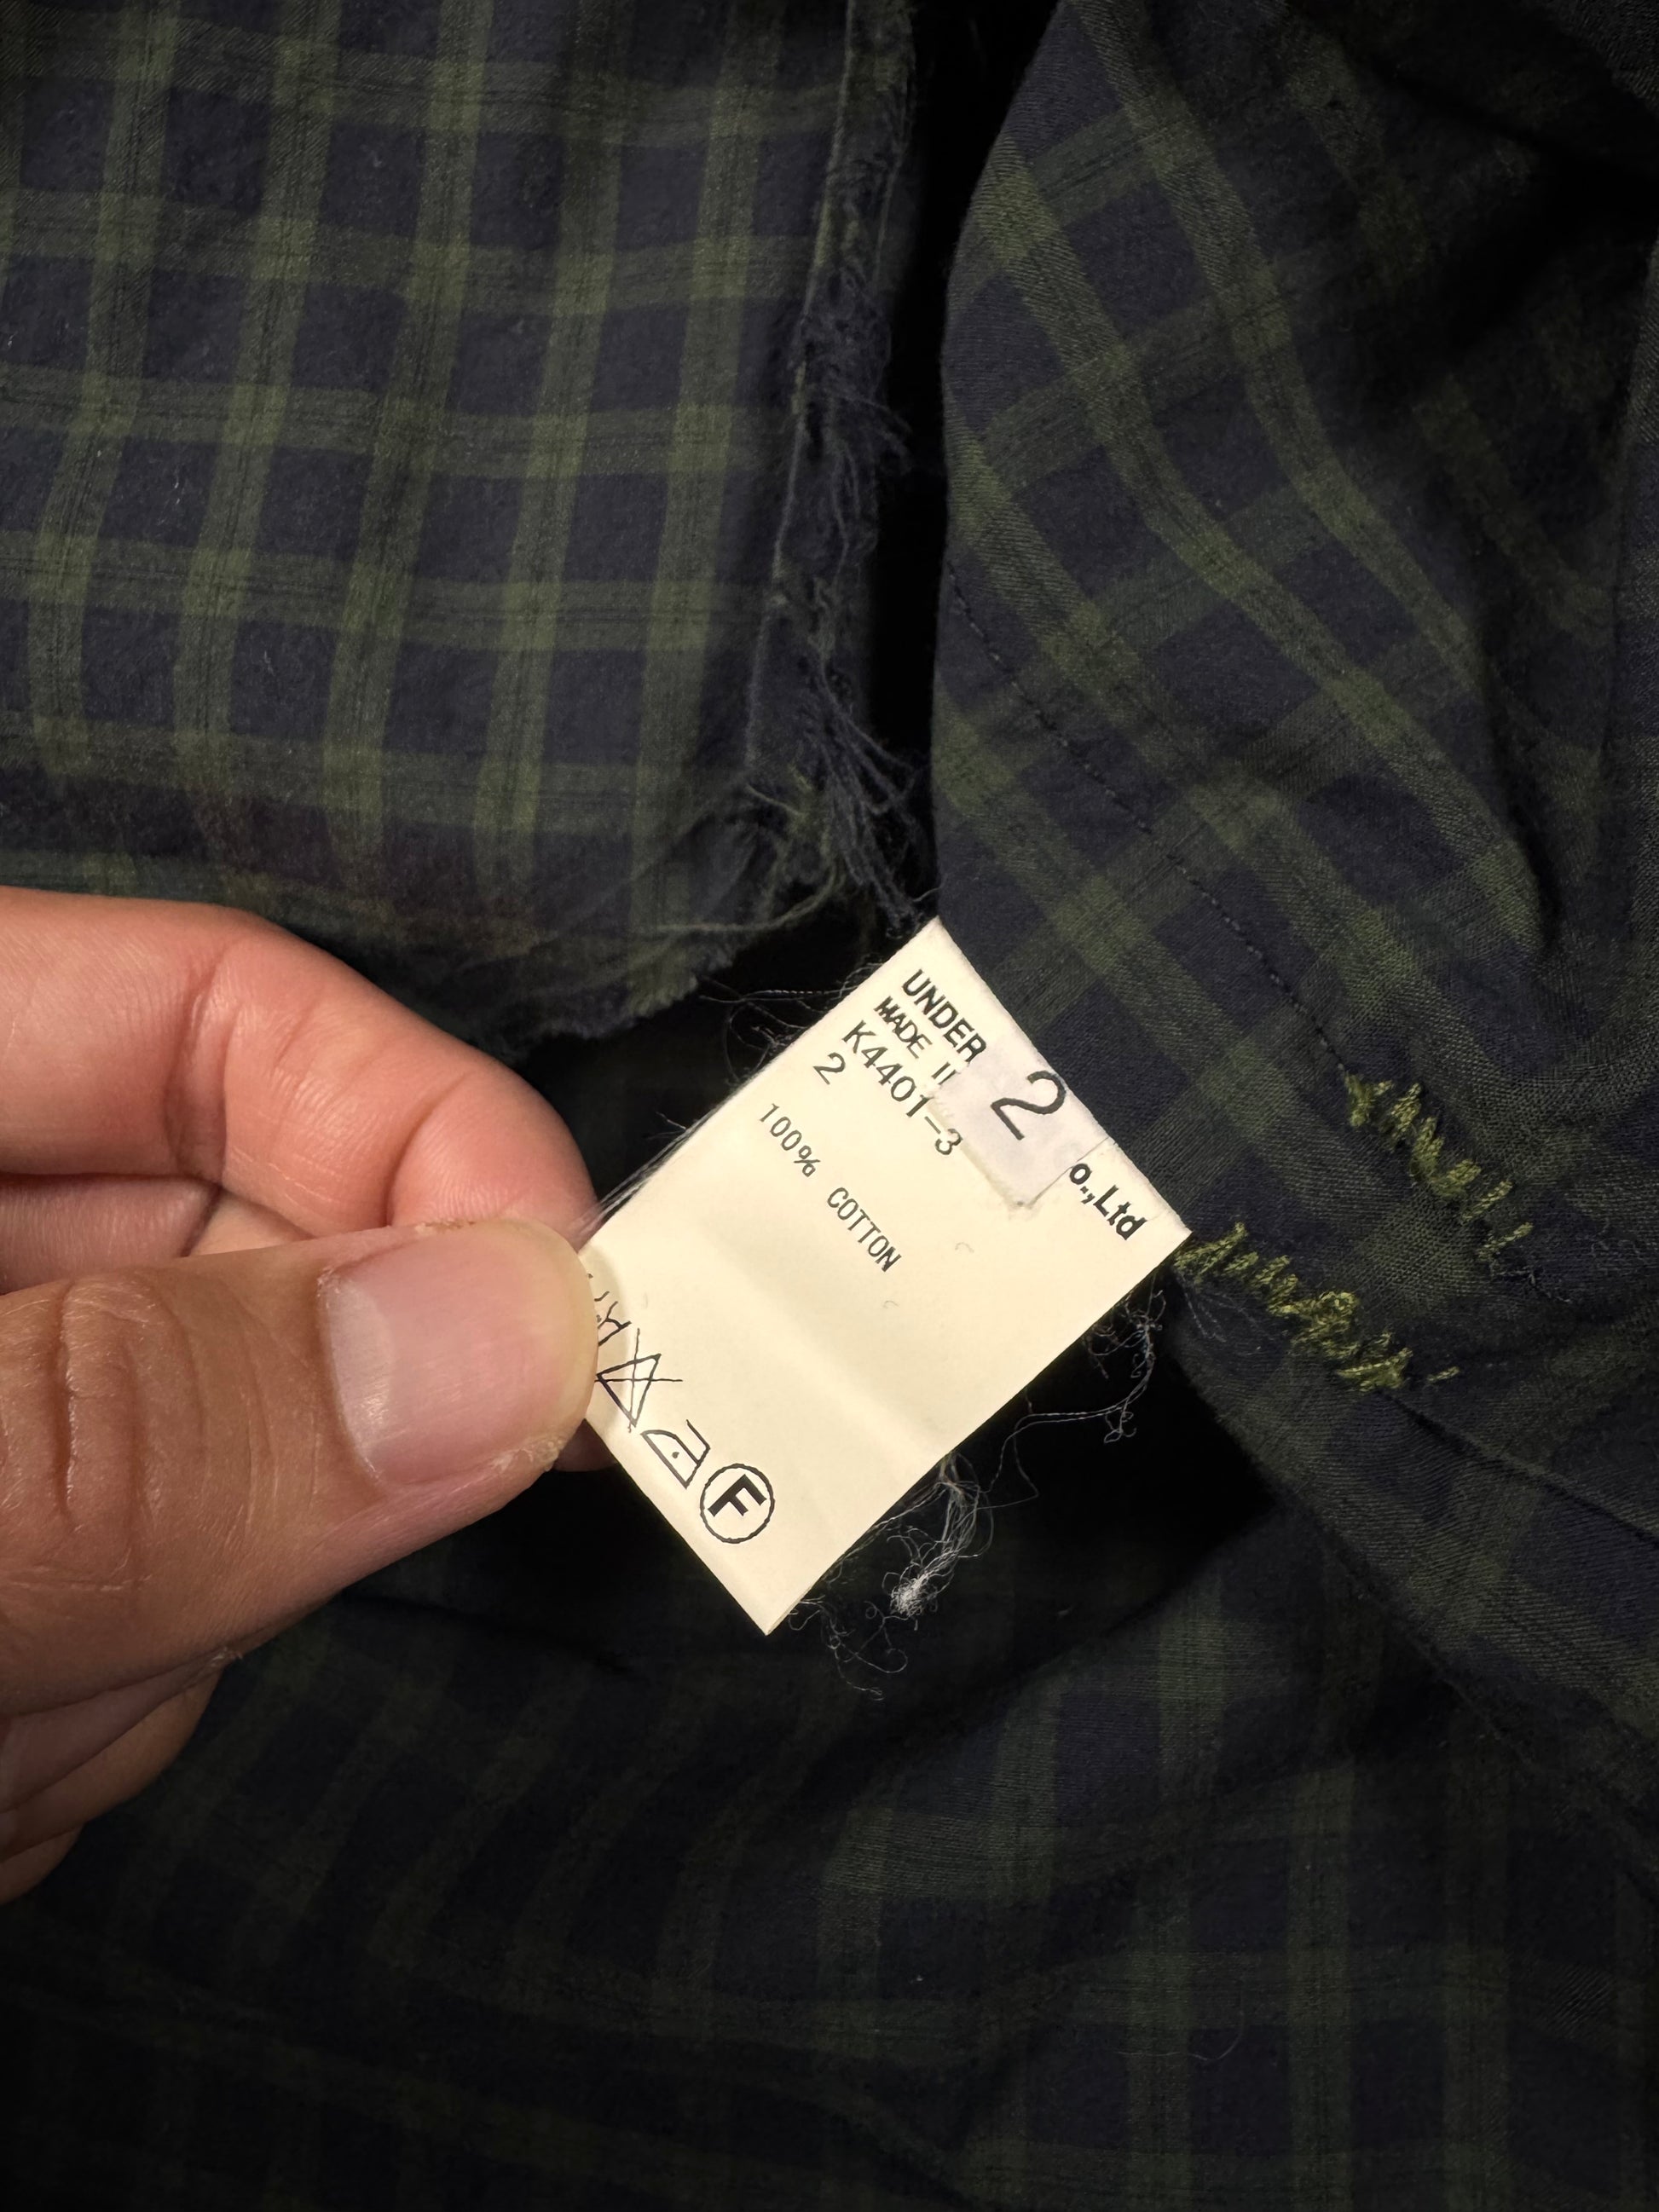 UNDER
o.,Ltd
MADE I
K4401-3
2
2
100% COTTON
F